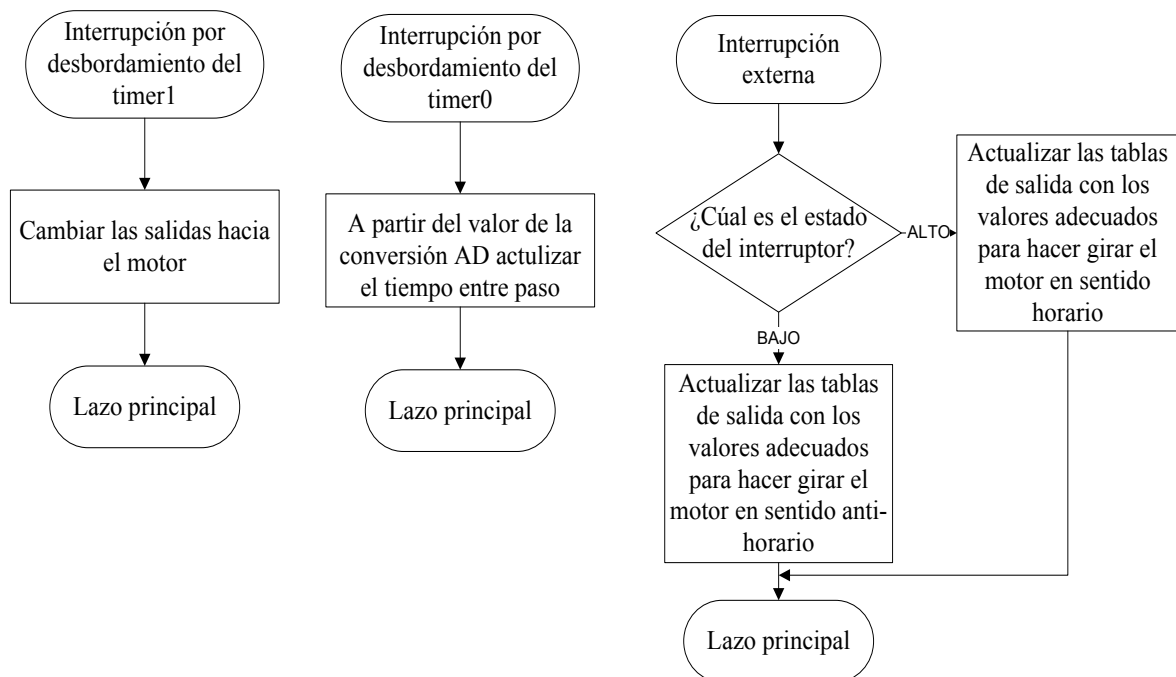 Interrupción por
desbordamiento del
timer1
Cambiar las salidas hacia
el motor
Lazo principal
Interrupción por
desbordamiento del
timer0
A partir del valor de la
conversión AD actulizar
el tiempo entre paso
Lazo principal
Interrupción
externa
¿Cúal es el estado
del interruptor?
ALTO
Actualizar las tablas
de salida con los
valores adecuados
para hacer girar el
motor en sentido
horario
BAJO
Actualizar las tablas
de salida con los
valores adecuados
para hacer girar el
motor en sentido anti-
horario
Lazo principal